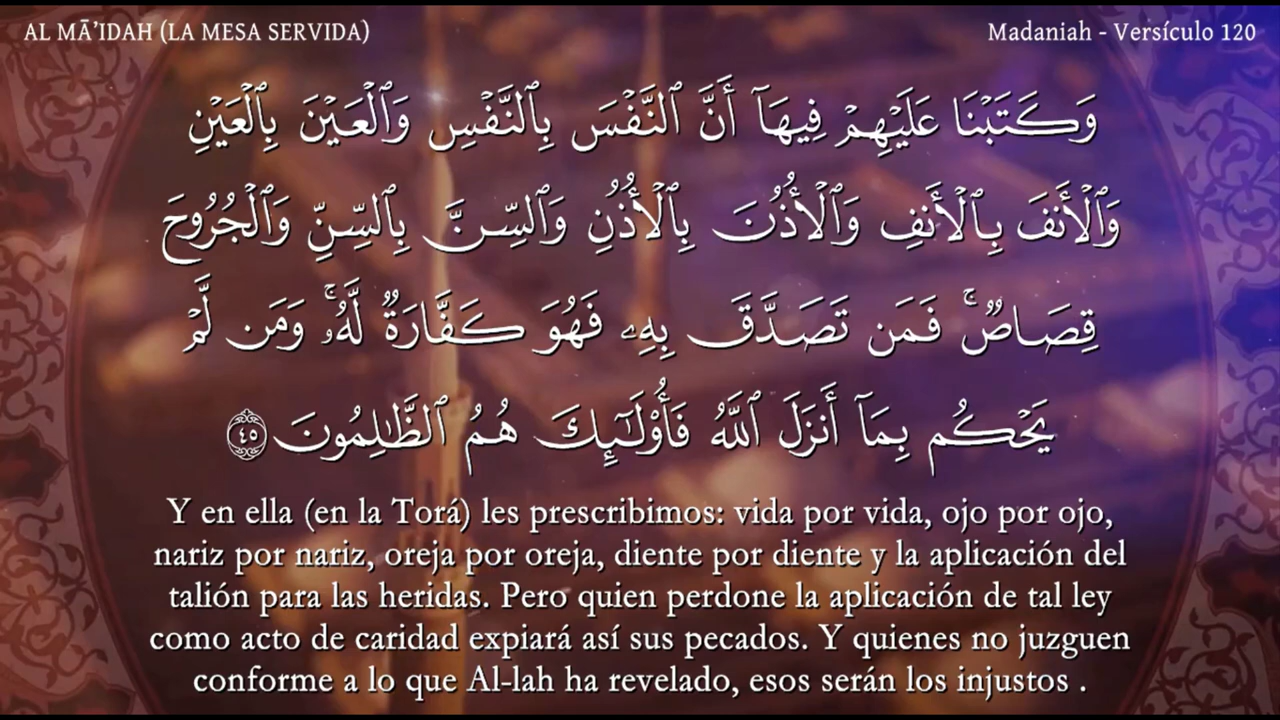 AL MĀ’IDAH (LA MESA SERVIDA)
Madaniah - Versículo 120
وَكَتَبْنَا عَلَيْهِمْ فِيهَآ أَنَّ ٱلنَّفْسَ بِٱلنَّفْسِ وَٱلْعَيْنَ بِٱلْعَيْنِ
وَٱلْأَنفَ بِٱلْأَنفِ وَٱلْأُذُنَ بِٱلْأُذُنِ وَٱلسِّنَّ بِٱلسِّنِّ وَٱلْجُرُوحَ
قِصَاصٌ ۚ فَمَن تَصَدَّقَ بِهِۦ فَهُوَ كَفَّارَةٌ لَّهُۥ ۚ وَمَن لَّمْ
يَحْكُم بِمَآ أَنزَلَ ٱللَّهُ فَأُو۟لَـٰٓئِكَ هُمُ ٱلظَّـٰلِمُونَ ٤٥
Y en ella (en la Torá) les prescribimos: vida por vida, ojo por ojo,
nariz por nariz, oreja por oreja, diente por diente y la aplicación del
talión para las heridas. Pero quien perdone la aplicación de tal ley
como acto de caridad expiará así sus pecados. Y quienes no juzguen
conforme a lo que Al-lah ha revelado, esos serán los injustos .